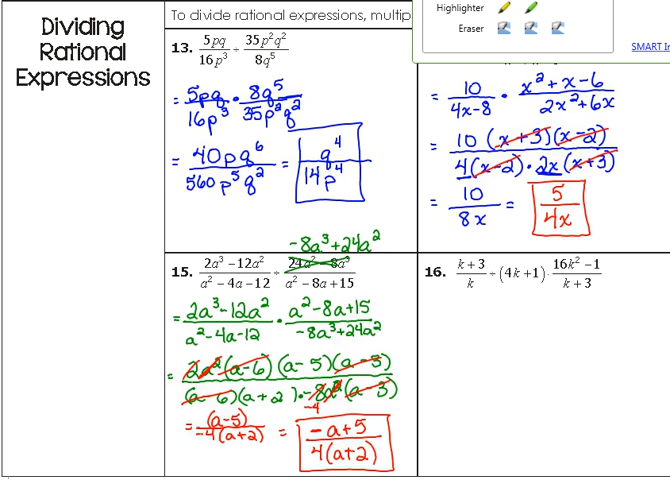 Dividing
Rational
Expressions
To divide rational expressions, multip
Highlighter
Eraser
SMART In
13. 5pq/16p³ ÷ 35p²q²/8q⁵
= 5pq/16p³ · 8q⁵/35p²q²
= 40pq⁶/560p⁵q² = q⁴/14p⁴
= 10/(4x-8) · (x²+x-6)/(2x²+6x)
= 10(x+3)(x-2)/4(x-2)·2x(x+3)
= 10/8x = 5/4x
-8a³+24a²
15. (2a³-12a²)/(a²-4a-12) ÷ (24a²-8a³)/(a²-8a+15)
= (2a³-12a²)/(a²-4a-12) · (a²-8a+15)/(-8a³+24a²)
= 2a²(a-6)(a-5)(a-3)/(a-6)(a+2)·-8a²(a-3)
-4
= (a-5)/-4(a+2) = (-a+5)/4(a+2)
16. (k+3)/k ÷ (4k+1) · (16k²-1)/(k+3)